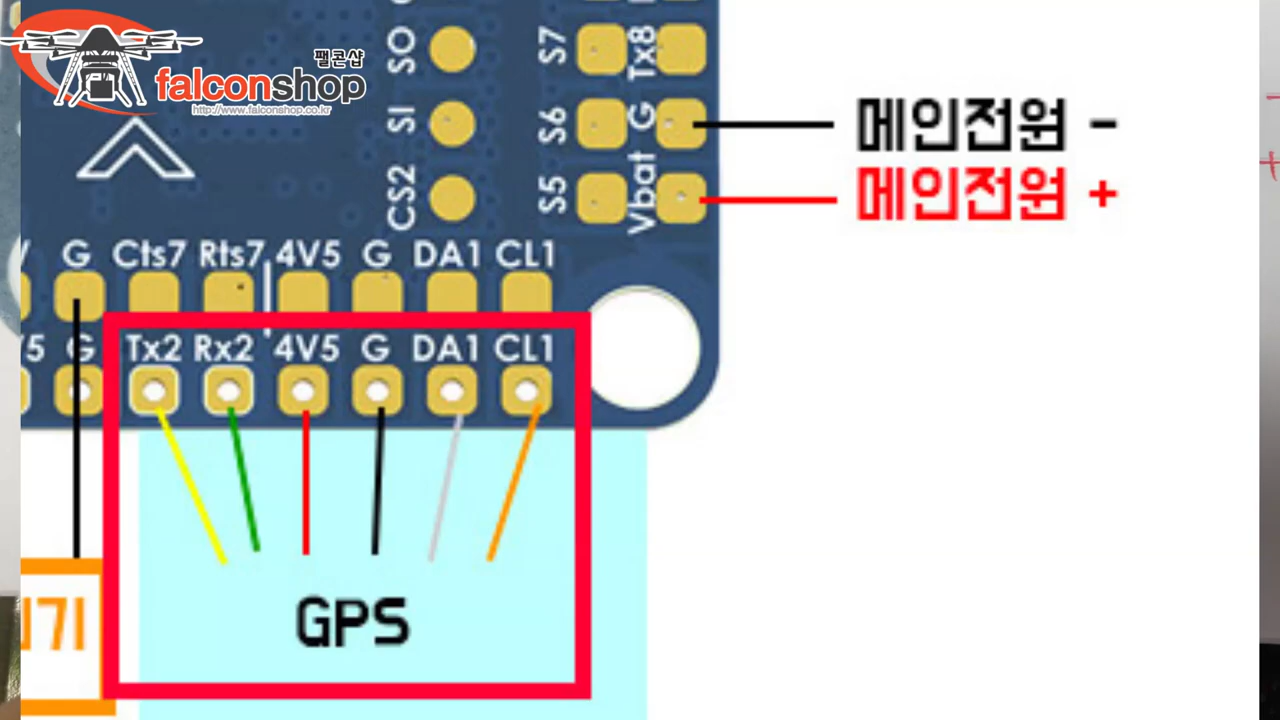 팰콘샵
falconshop
http://www.falconshop.co.kr
SO
SI
CS2
S7
S6
S5
Tx8
G
Vbat
메인전원 -
메인전원 +
G Cts7 Rts7 4V5 G DA1 CL1
G Tx2 Rx2 4V5 G DA1 CL1
GPS